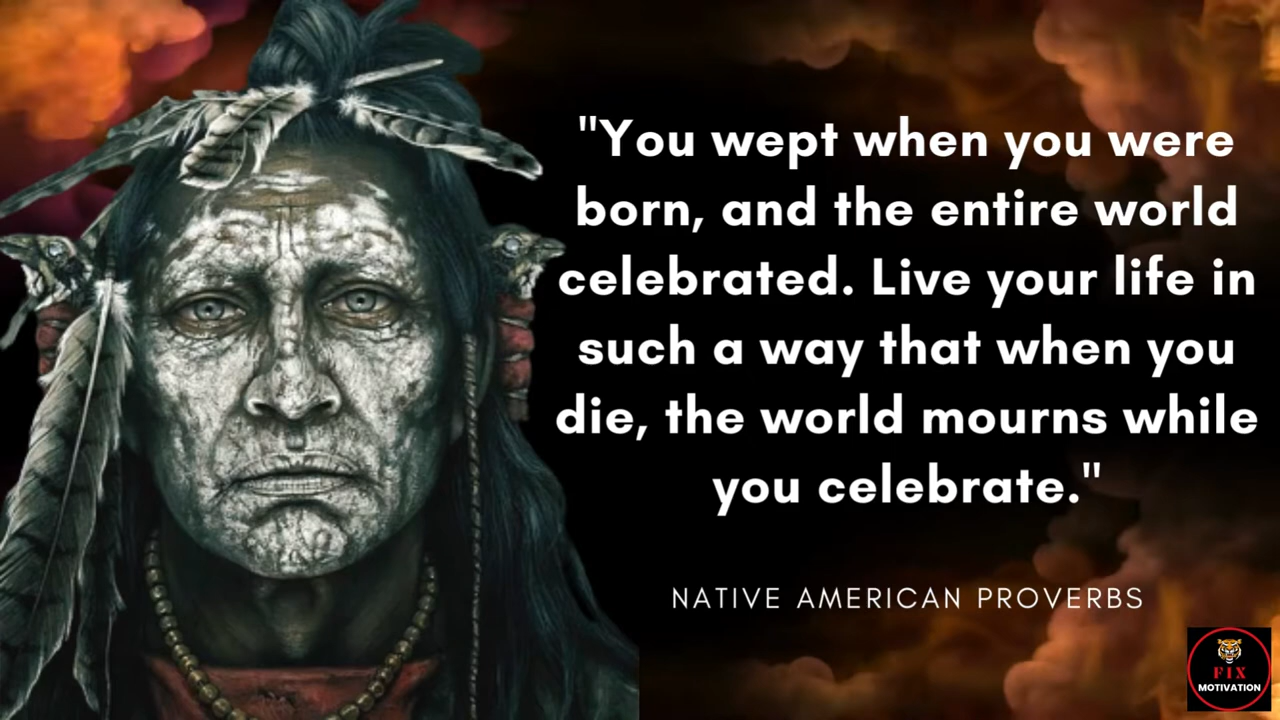 "You wept when you were
born, and the entire world
celebrated. Live your life in
such a way that when you
die, the world mourns while
you celebrate."
NATIVE AMERICAN PROVERBS
FIX
MOTIVATION